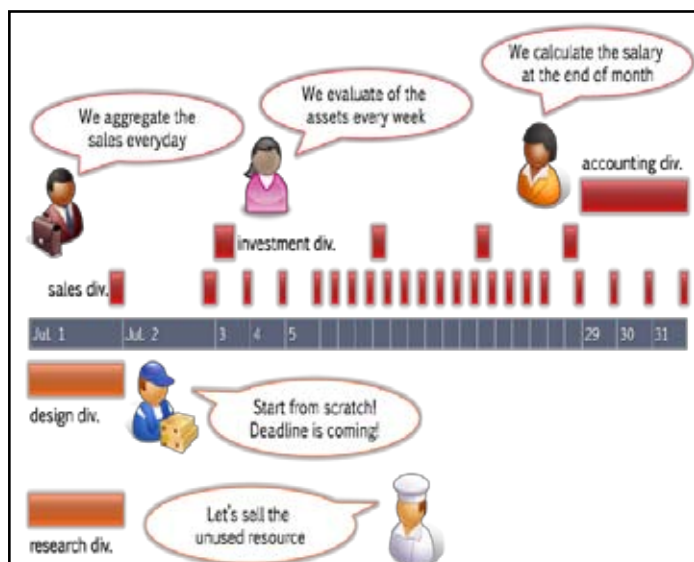 We calculate the salary
at the end of month
We evaluate of the
assets every week
We aggregate the
sales everyday
accounting div.
investment div.
sales div.
Jul. 1 Jul. 2 3 4 5 29 30 31
design div.
Start from scratch!
Deadline is coming!
Let's sell the
unused resource
research div.